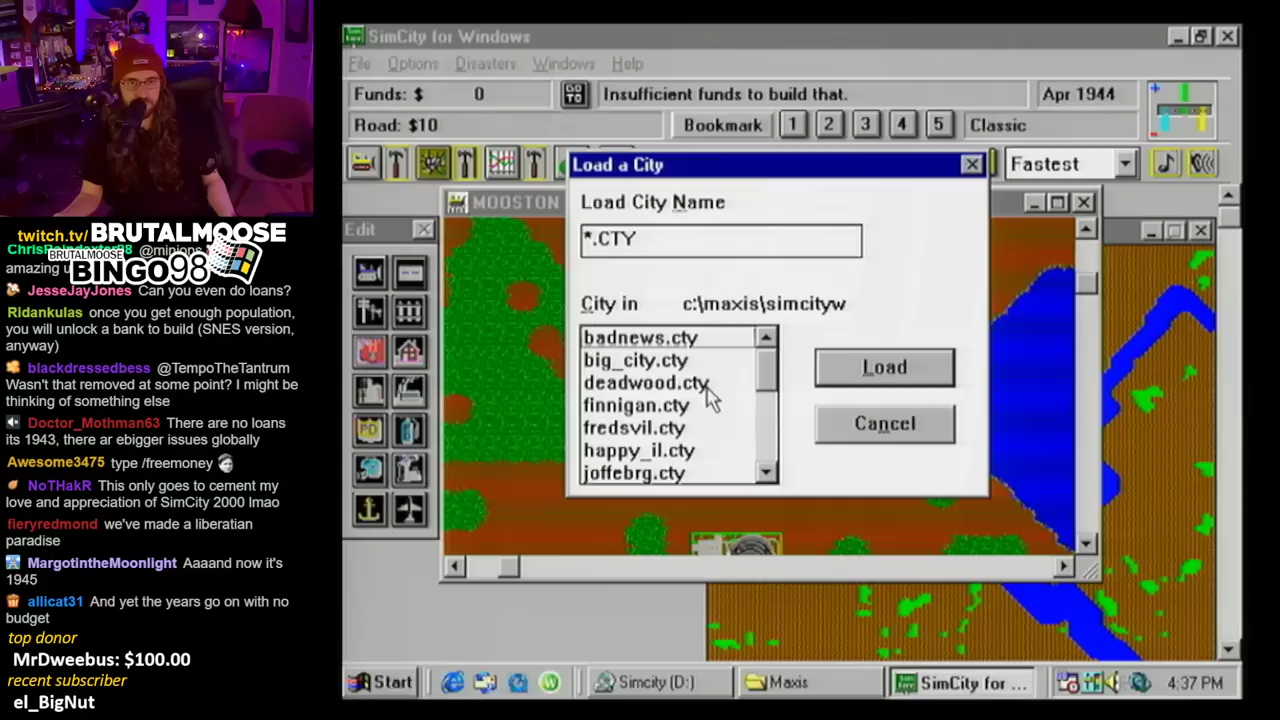 twitch.tv/BRUTALMOOSE
BRUTALMOOSE
BINGO98
amazing
JesseJayJones Can you even do loans?
Ridankulas once you get enough population,
you will unlock a bank to build (SNES version,
anyway)
blackdressedbess @TempoTheTantrum
Wasn't that removed at some point? I might be
thinking of something else
Doctor_Mothman63 There are no loans
its 1943, there ar ebigger issues globally
Awesome3475 type /freemoney
NoTHakR This only goes to cement my
love and appreciation of SimCity 2000 lmao
fieryredmond we've made a liberatian
paradise
MargotintheMoonlight Aaaand now it's
1945
allicat31 And yet the years go on with no
budget
top donor
MrDweebus: $100.00
recent subscriber
el_BigNut
SimCity for Windows
File Options Disasters Windows Help
Funds: $ 0 GO TO Insufficient funds to build that. Apr 1944
Road: $10 Bookmark 1 2 3 4 5 Classic
Fastest
MOOSTON
Edit
Load a City
Load City Name
*.CTY
City in c:\maxis\simcityw
badnews.cty
big_city.cty
deadwood.cty
finnigan.cty
fredsvil.cty
happy_il.cty
joffebrg.cty
Load
Cancel
Start Simcity (D:) Maxis SimCity for ... 4:37 PM